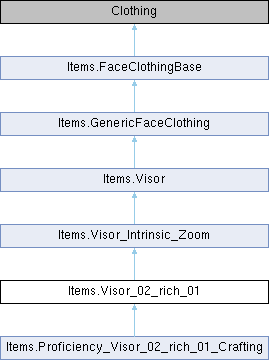 Clothing
Items.FaceClothingBase
Items.GenericFaceClothing
Items.Visor
Items.Visor_Intrinsic_Zoom
Items.Visor_02_rich_01
Items.Proficiency_Visor_02_rich_01_Crafting